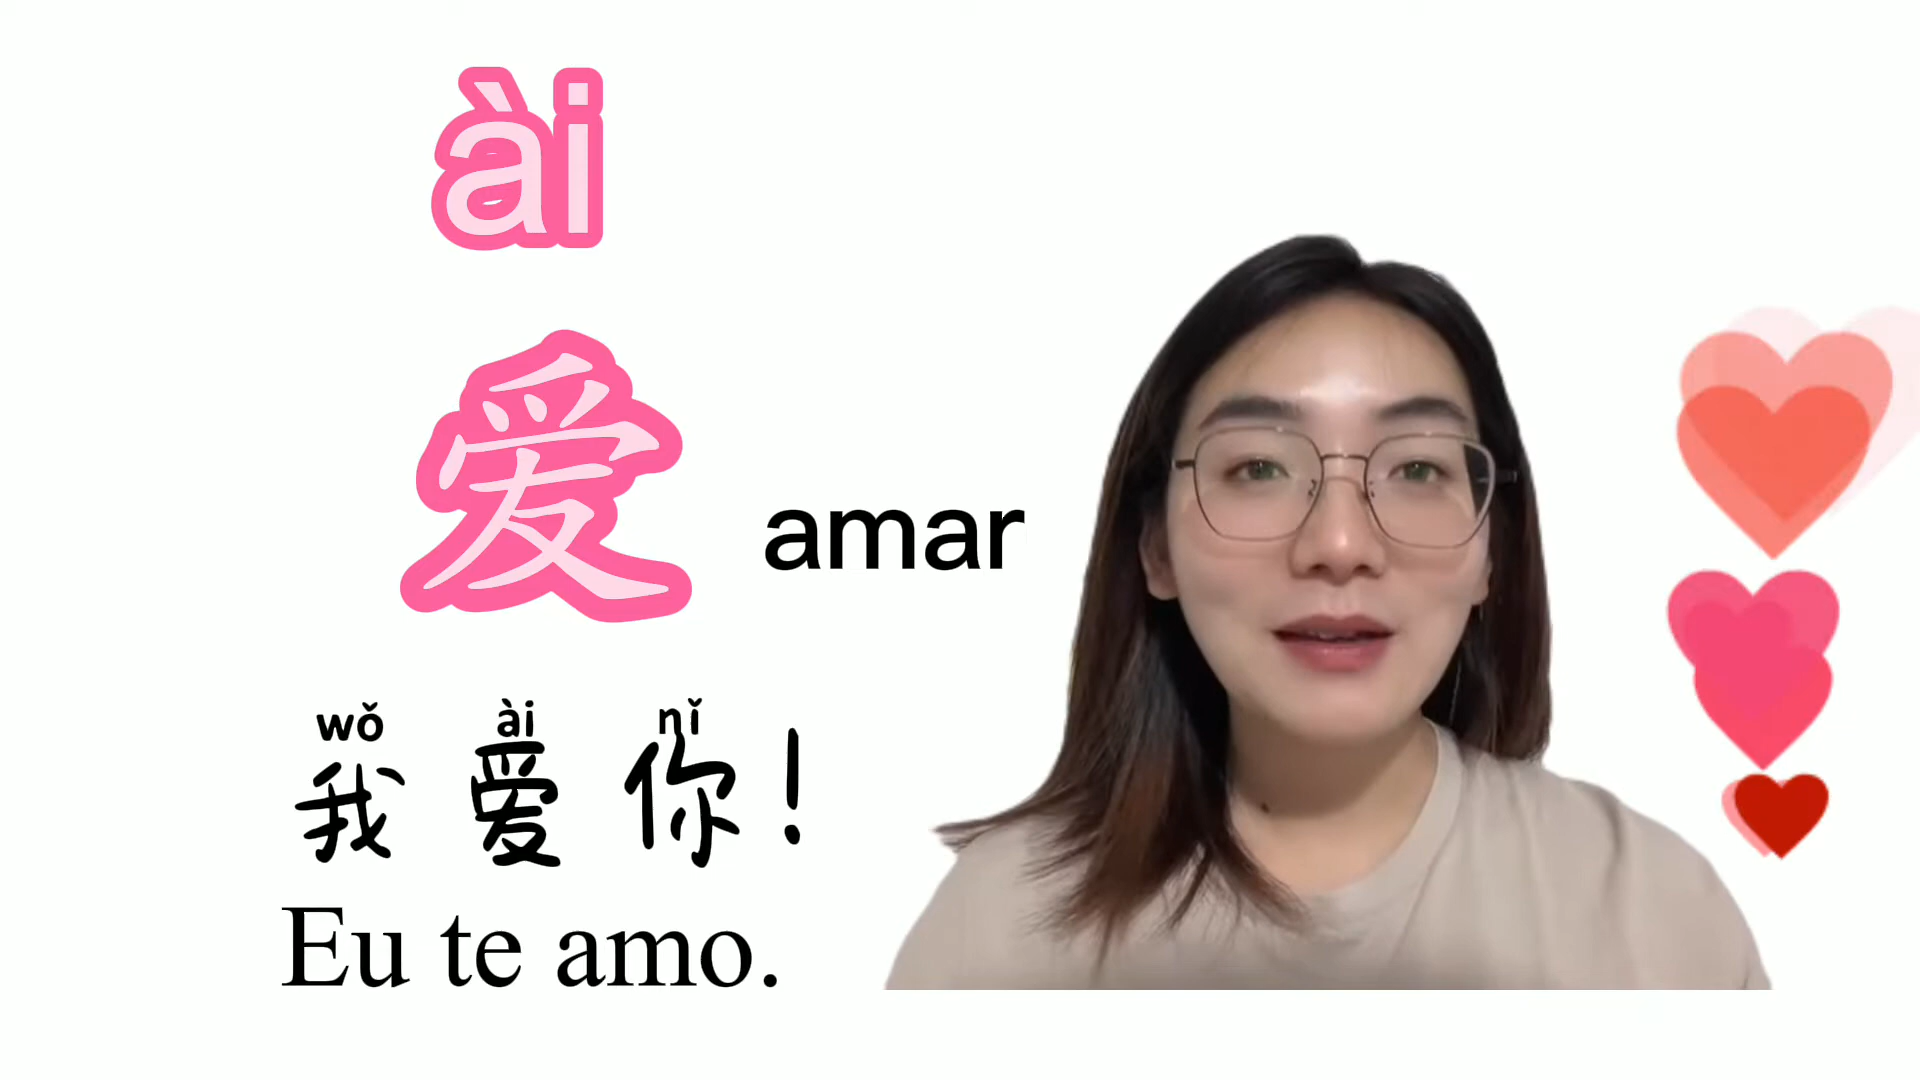 ài
爱 amar
wǒ ài nǐ
我 爱 你!
Eu te amo.